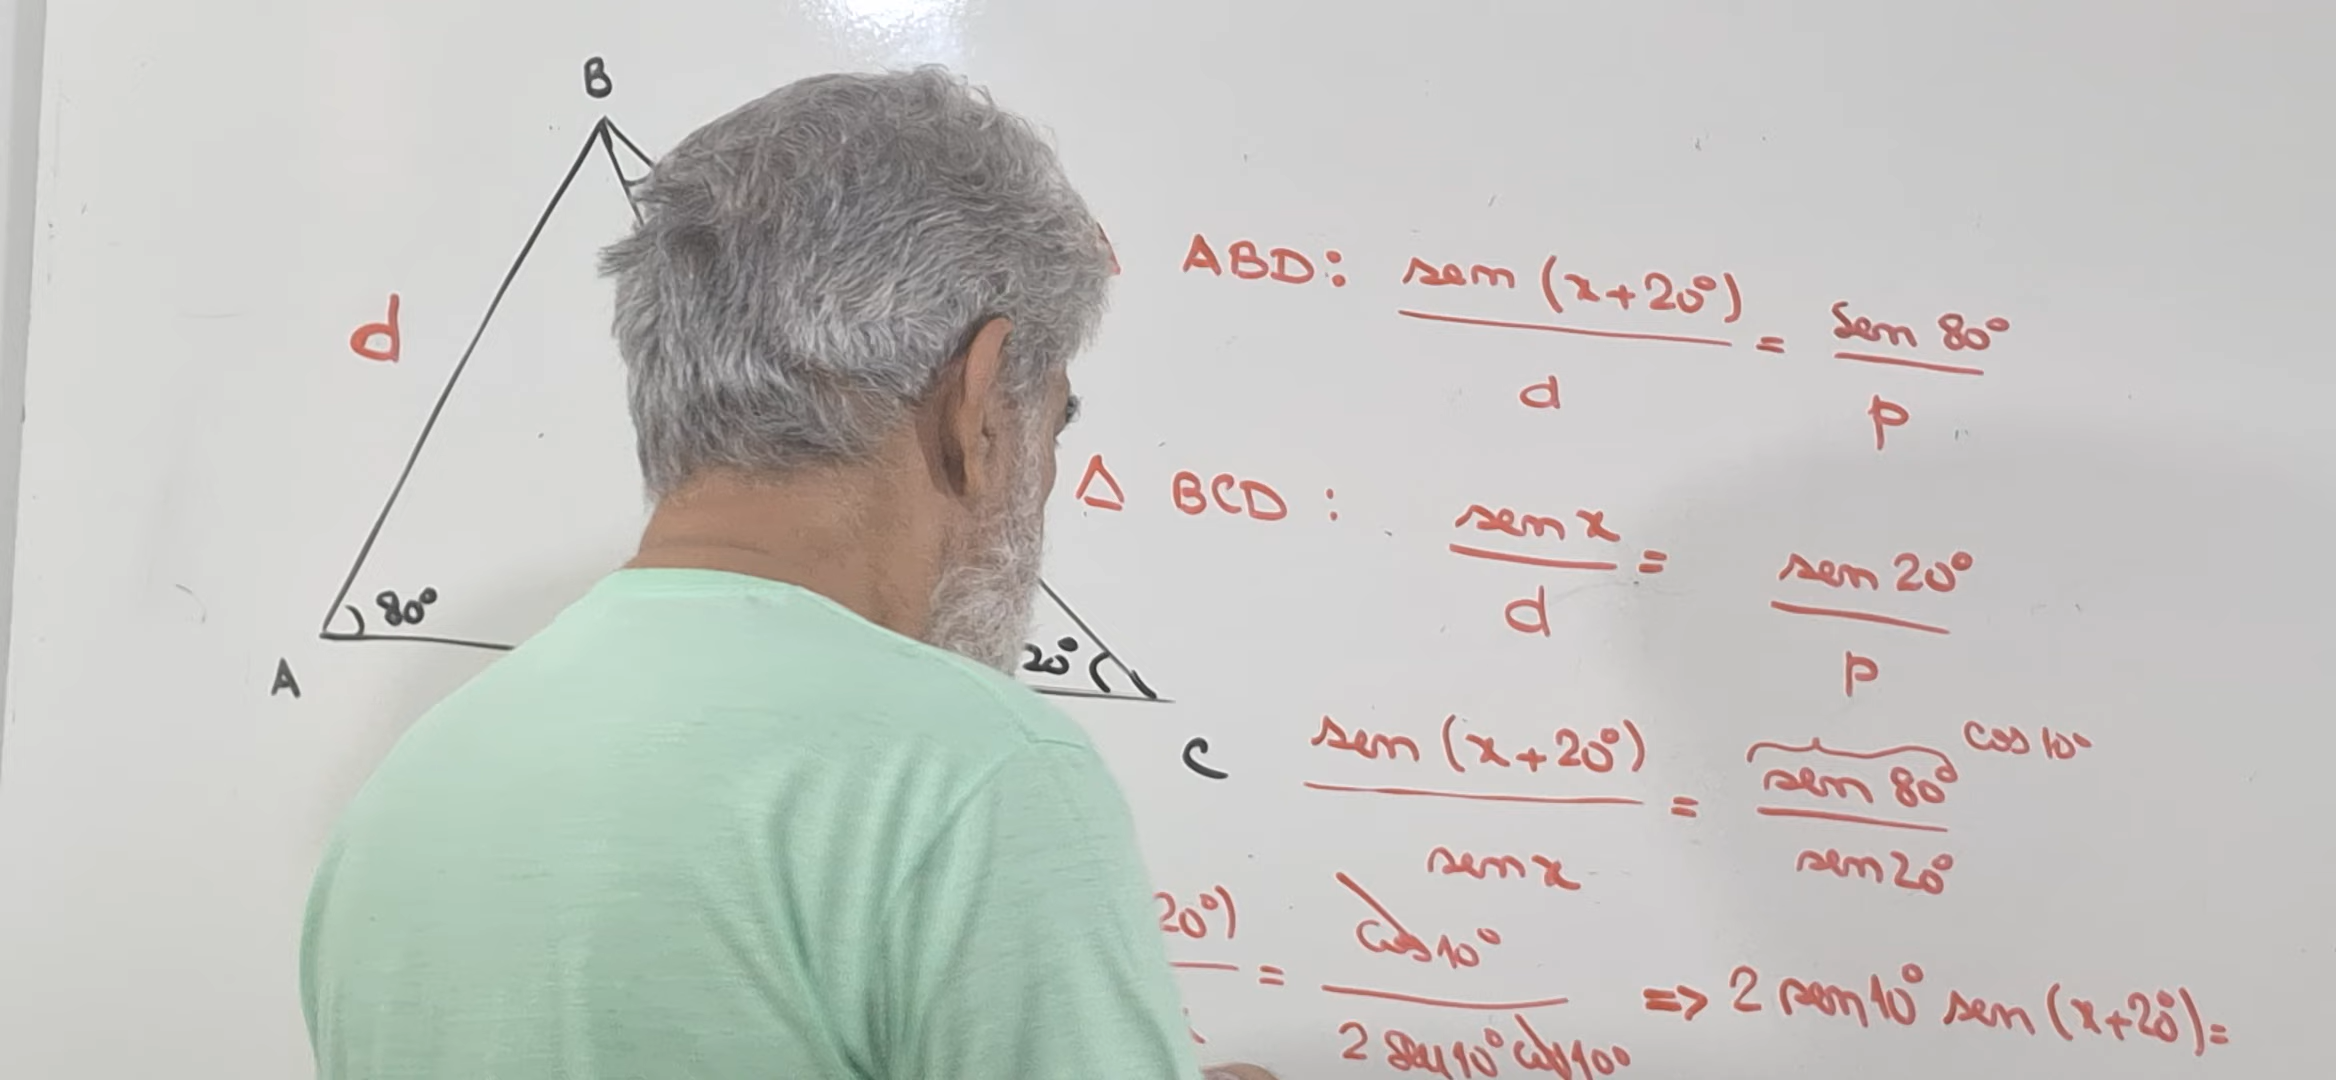 B
d
80°
A
20°
C
ABD: sen (x+20°) / d = sen 80° / p
Δ BCD: sen x / d = sen 20° / p
sen (x+20°) / sen x = sen 80° / sen 20°
cos 10°
20°) = cos 10° / 2 sen 10° cos 10° => 2 sen 10° sen (x+20°) =